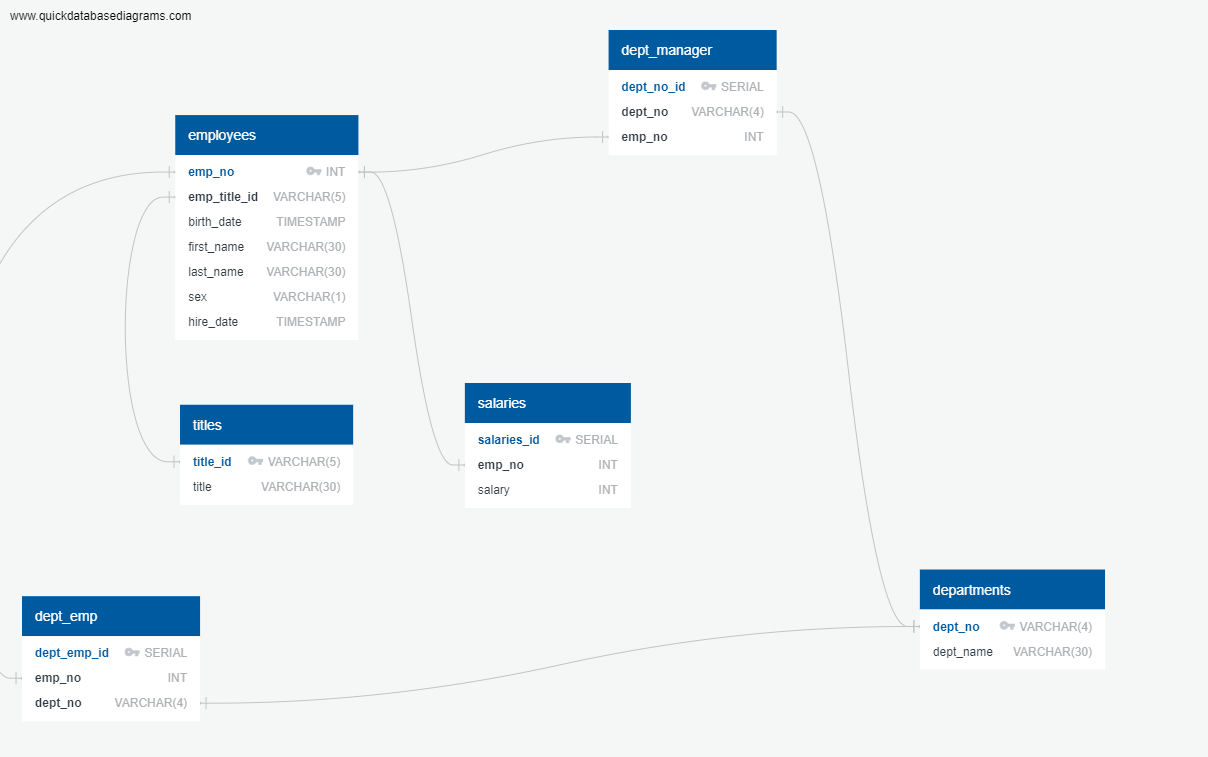 www.quickdatabasediagrams.com
dept_manager
dept_no_id SERIAL
dept_no VARCHAR(4)
emp_no INT
employees
emp_no INT
emp_title_id VARCHAR(5)
birth_date TIMESTAMP
first_name VARCHAR(30)
last_name VARCHAR(30)
sex VARCHAR(1)
hire_date TIMESTAMP
salaries
salaries_id SERIAL
emp_no INT
salary INT
titles
title_id VARCHAR(5)
title VARCHAR(30)
departments
dept_no VARCHAR(4)
dept_name VARCHAR(30)
dept_emp
dept_emp_id SERIAL
emp_no INT
dept_no VARCHAR(4)